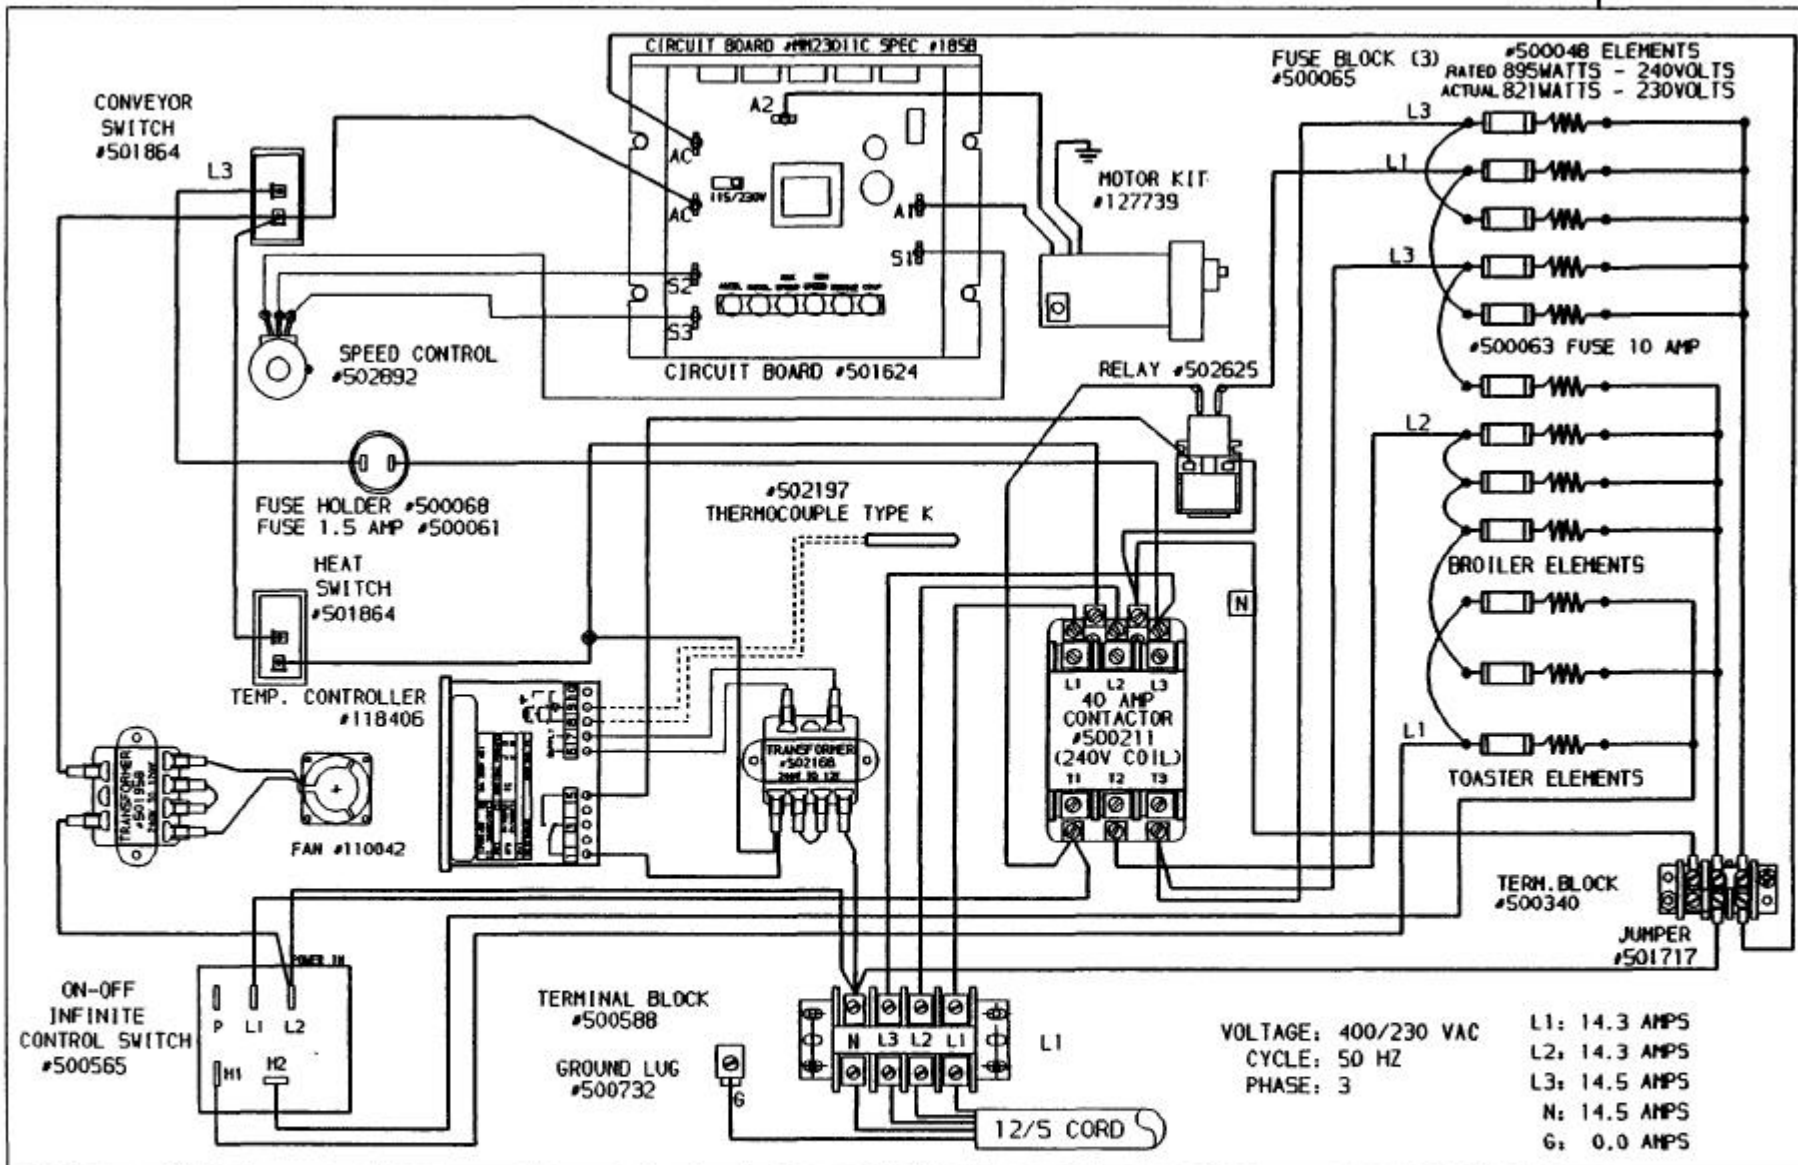 CIRCUIT BOARD #MM23011C SPEC #1858
FUSE BLOCK (3)
#500065
#500048 ELEMENTS
RATED 895WATTS - 240VOLTS
ACTUAL 821WATTS - 230VOLTS
CONVEYOR
SWITCH
#501864
L3
A2
AC
115/230V
AC
A1
S1
S2
S3
MOTOR KIT
#127739
L3
L1
L3
#500063 FUSE 10 AMP
SPEED CONTROL
#502892
CIRCUIT BOARD #501624
RELAY #502625
L2
FUSE HOLDER #500068
FUSE 1.5 AMP #500061
#502197
THERMOCOUPLE TYPE K
HEAT
SWITCH
#501864
BROILER ELEMENTS
N
TEMP. CONTROLLER
#118406
SUPPLY
L1 L2 L3
40 AMP
CONTACTOR
#500211
(240V COIL)
T1 T2 T3
L1
TOASTER ELEMENTS
TRANSFORMER
#501958
TRANSFORMER
#502168
FAN #110042
TERM.BLOCK
#500340
JUMPER
#501717
POWER IN
P L1 L2
H1 H2
ON-OFF
INFINITE
CONTROL SWITCH
#500565
TERMINAL BLOCK
#500588
N L3 L2 L1
L1
GROUND LUG
#500732
G
12/5 CORD
VOLTAGE: 400/230 VAC
CYCLE: 50 HZ
PHASE: 3
L1: 14.3 AMPS
L2: 14.3 AMPS
L3: 14.5 AMPS
N: 14.5 AMPS
G: 0.0 AMPS